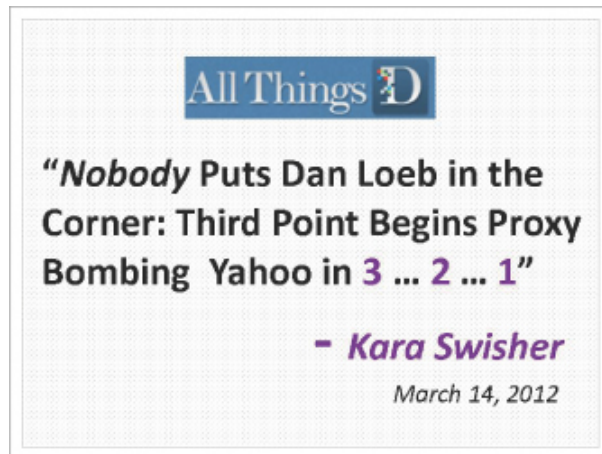 All Things D
“Nobody Puts Dan Loeb in the
Corner: Third Point Begins Proxy
Bombing Yahoo in 3 ... 2 ... 1”
- Kara Swisher
March 14, 2012